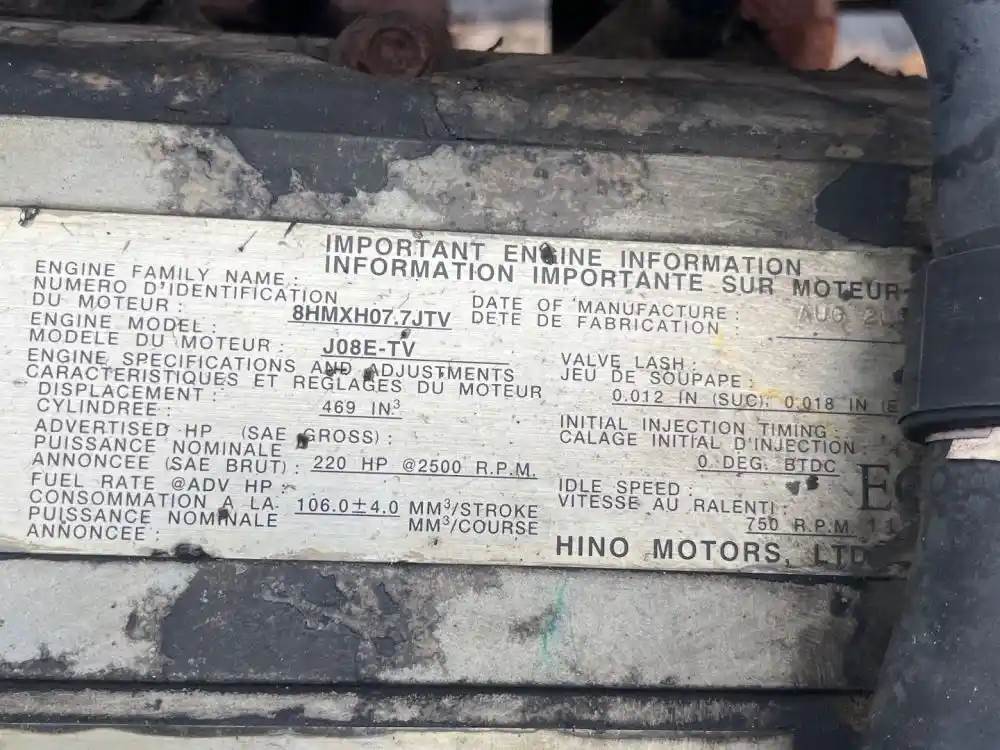 IMPORTANT ENGINE INFORMATION
INFORMATION IMPORTANTE SUR MOTEUR
ENGINE FAMILY NAME :
NUMERO D'IDENTIFICATION
DU MOTEUR :
8HMXH07.7JTV
ENGINE MODEL :
MODELE DU MOTEUR :
J08E-TV
ENGINE SPECIFICATIONS AND ADJUSTMENTS
CARACTERISTIQUES ET REGLAGES DU MOTEUR
DISPLACEMENT :
CYLINDREE :
469 IN.³
ADVERTISED HP (SAE GROSS) :
PUISSANCE NOMINALE
ANNONCEE (SAE BRUT) : 220 HP @2500 R.P.M.
FUEL RATE @ADV HP :
CONSOMMATION A LA
PUISSANCE NOMINALE
ANNONCEE :
106.0±4.0 MM³/STROKE
MM³/COURSE
DATE OF MANUFACTURE :
DETE DE FABRICATION :
AUG
VALVE LASH :
JEU DE SOUPAPE :
0.012 IN (SUC), 0.018 IN
INITIAL INJECTION TIMING
CALAGE INITIAL D'INJECTION :
0 DEG. BTDC
IDLE SPEED :
VITESSE AU RALENTI :
750 R.P.M.
HINO MOTORS, LTD